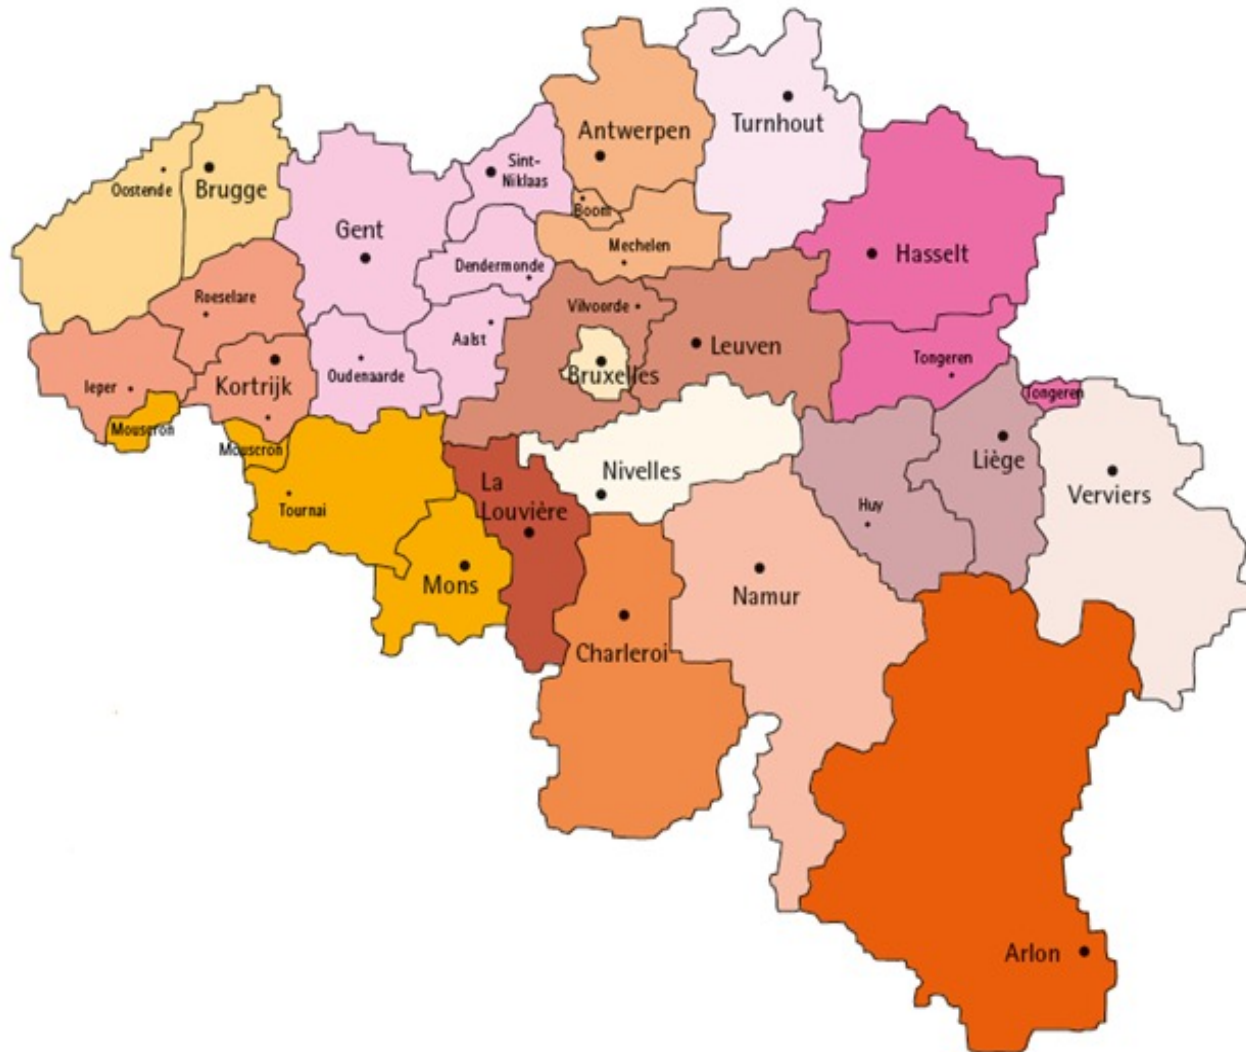 Turnhout
Antwerpen
Sint-
Niklaas
Oostende
Brugge
Boom
Gent
Mechelen
Hasselt
Dendermonde
Roeselare
Vilvoorde
Aalst
Leuven
Tongeren
Oudenaarde
Bruxelles
Ieper
Kortrijk
Tongeren
Mouscron
Mouscron
Liège
Nivelles
La
Louvière
Verviers
Huy
Tournai
Mons
Namur
Charleroi
Arlon